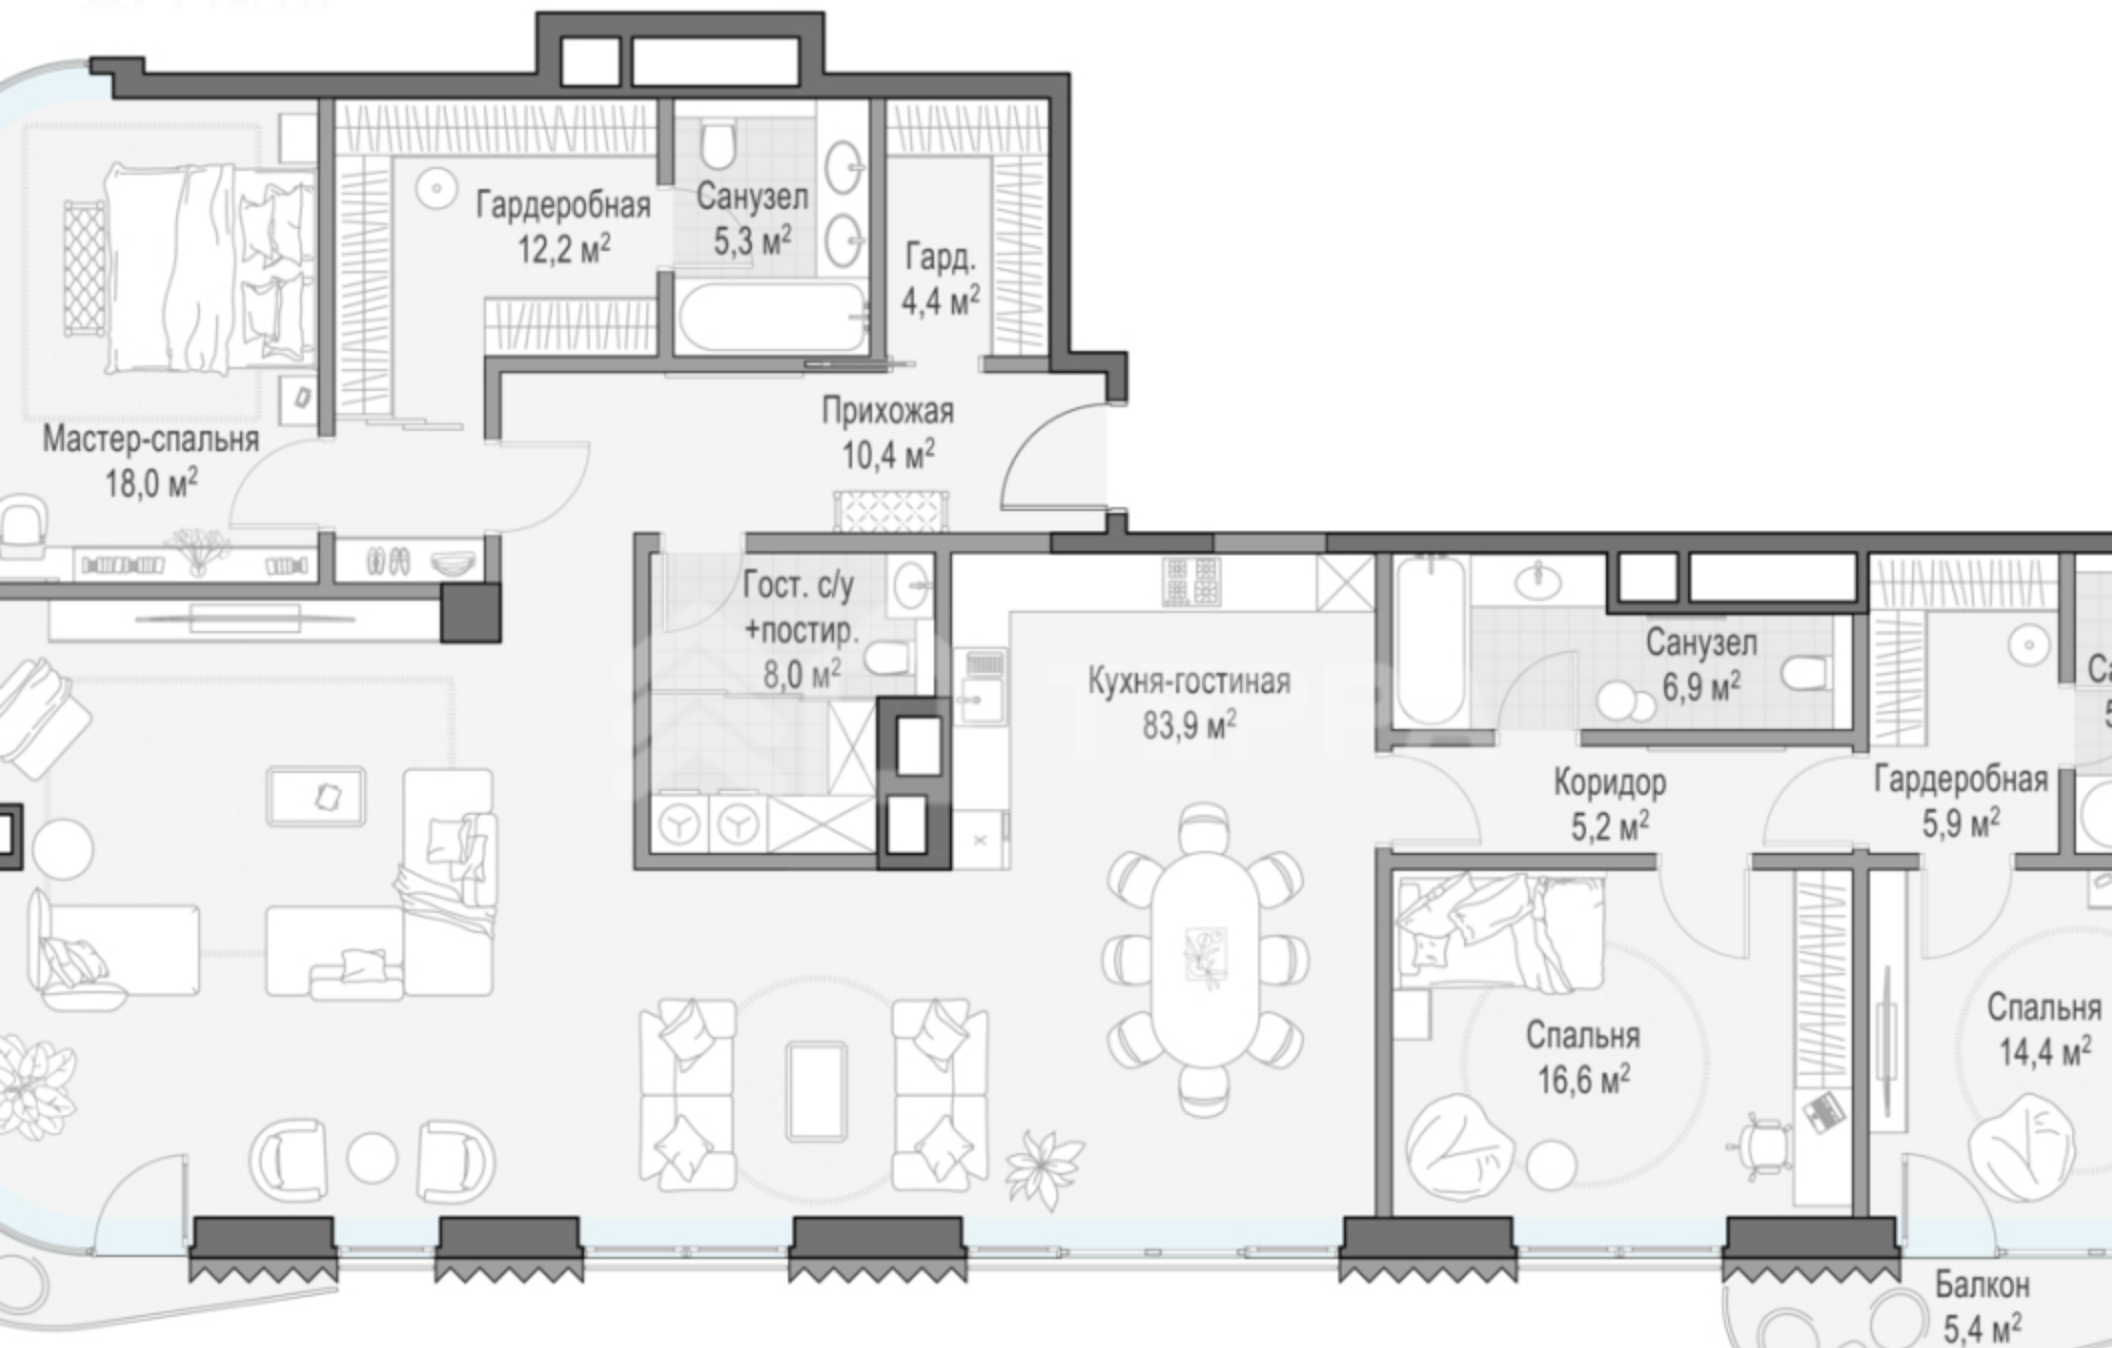 Гардеробная
12,2 м²
Санузел
5,3 м²
Гард.
4,4 м²
Мастер-спальня
18,0 м²
Прихожая
10,4 м²
Гост. с/у
+постир.
8,0 м²
Кухня-гостиная
83,9 м²
Санузел
6,9 м²
Коридор
5,2 м²
Гардеробная
5,9 м²
Спальня
16,6 м²
Спальня
14,4 м²
Балкон
5,4 м²